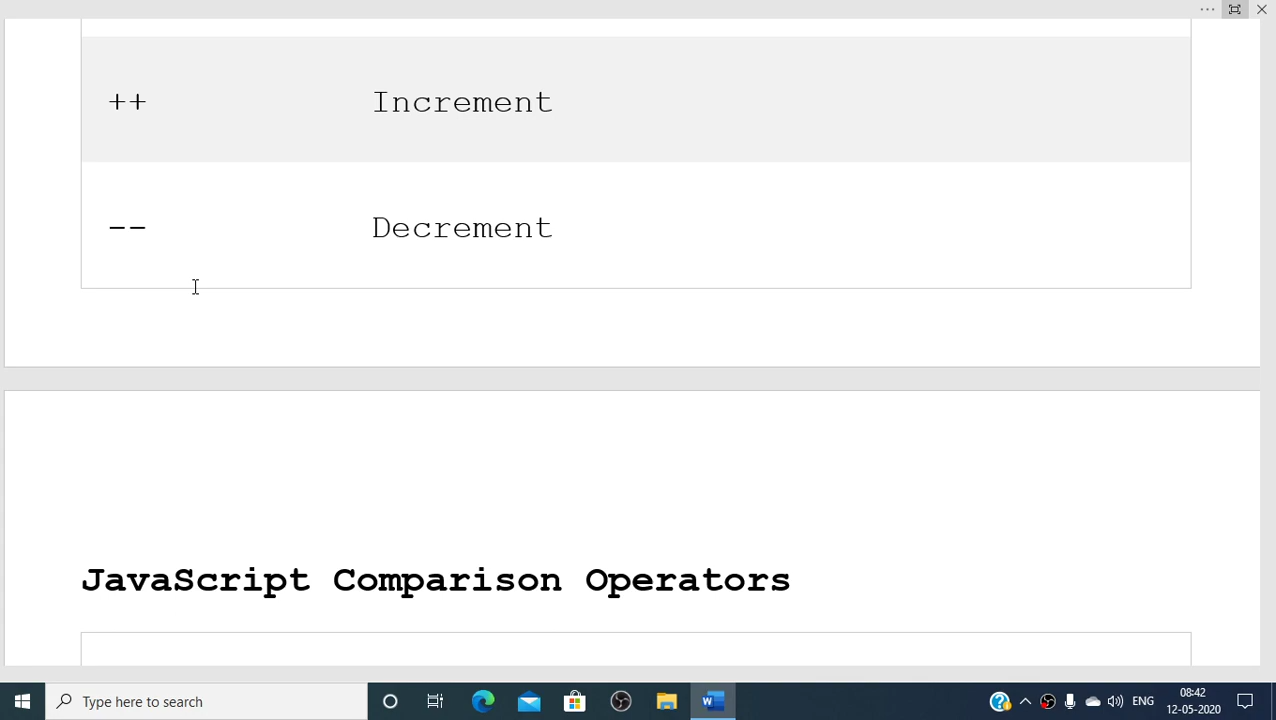 ++ Increment
-- Decrement
JavaScript Comparison Operators
Type here to search
ENG
08:42
12-05-2020